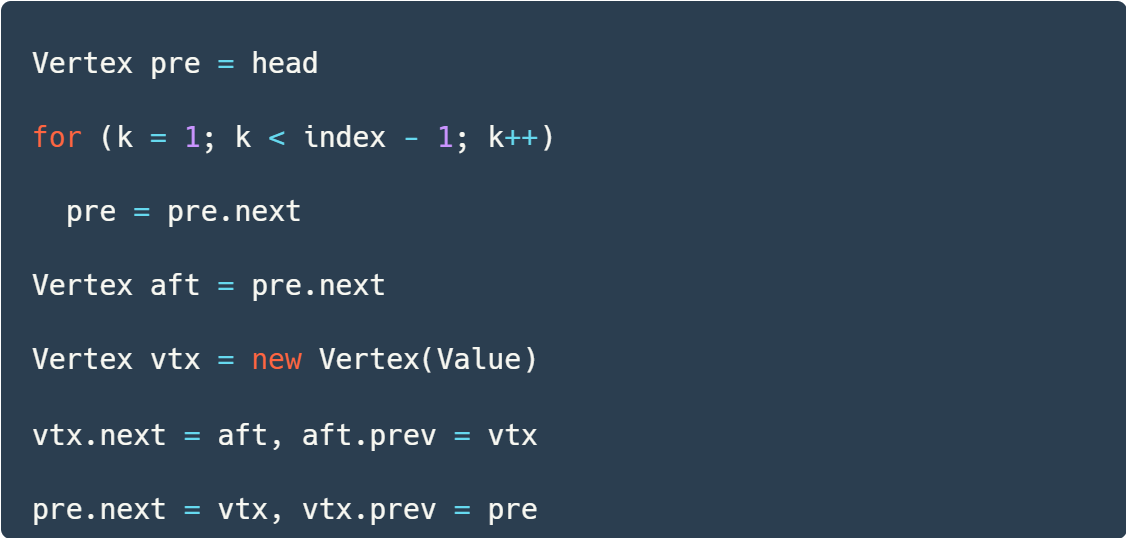 Vertex pre = head
for (k = 1; k < index - 1; k++)
  pre = pre.next
Vertex aft = pre.next
Vertex vtx = new Vertex(Value)
vtx.next = aft, aft.prev = vtx
pre.next = vtx, vtx.prev = pre